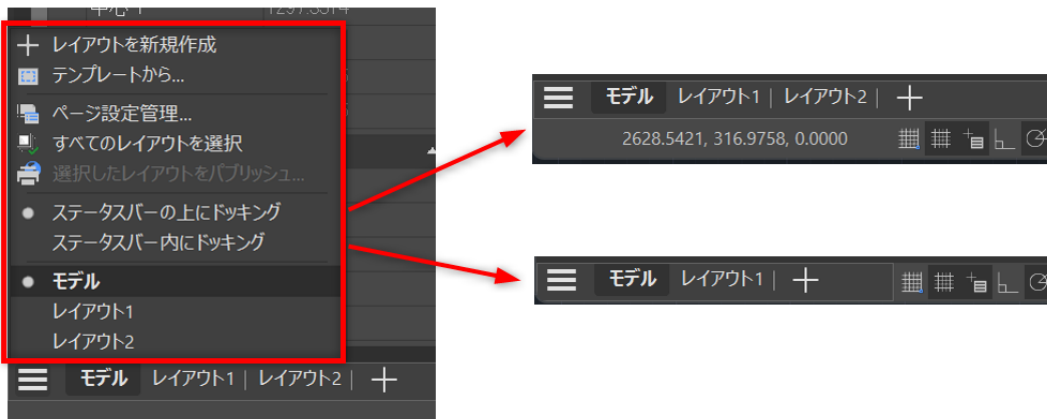 レイアウトを新規作成
テンプレートから...
ページ設定管理...
すべてのレイアウトを選択
選択したレイアウトをパブリッシュ...
ステータスバーの上にドッキング
ステータスバー内にドッキング
モデル
レイアウト1
レイアウト2
モデル レイアウト1 | レイアウト2 |
モデル レイアウト1 | レイアウト2 |
2628.5421, 316.9758, 0.0000
モデル レイアウト1 |